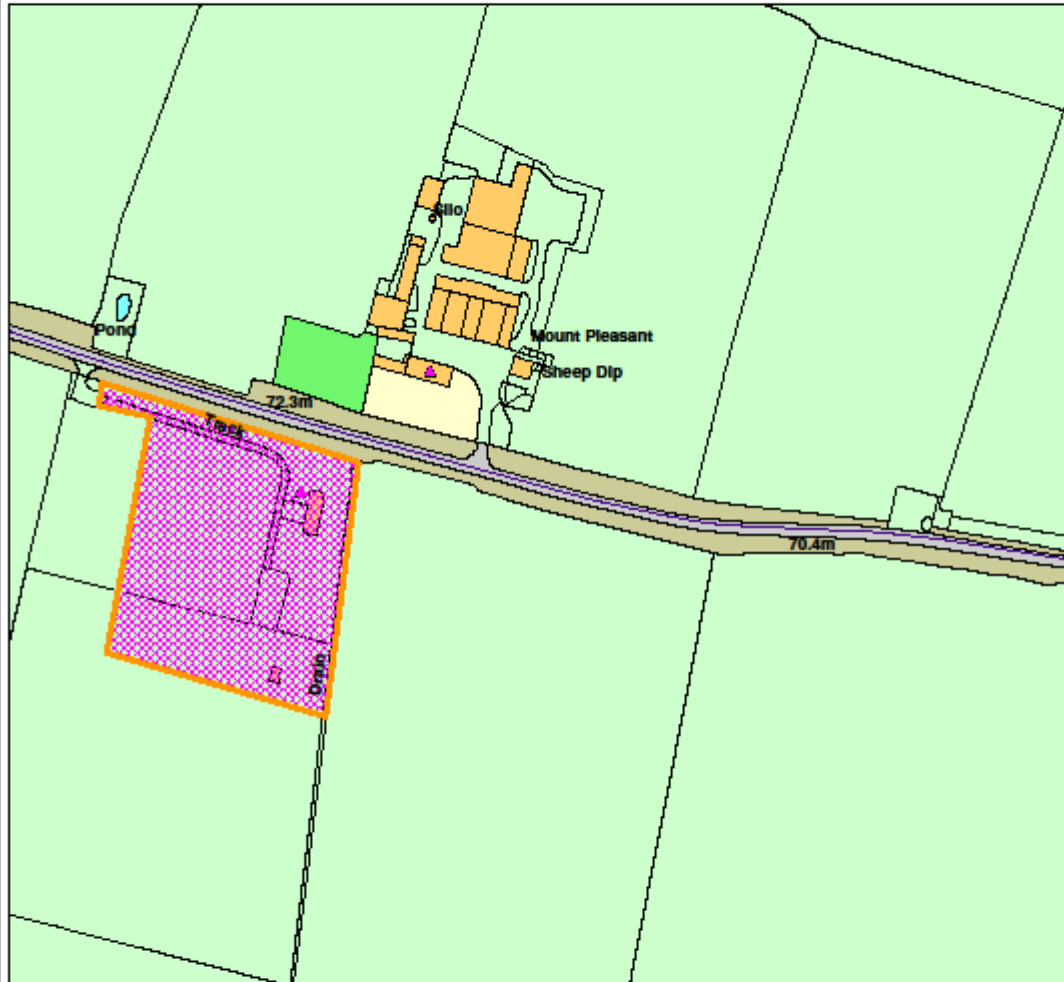 Silo
Pond
Mount Pleasant
Sheep Dip
72.3m
Track
70.4m
Drain